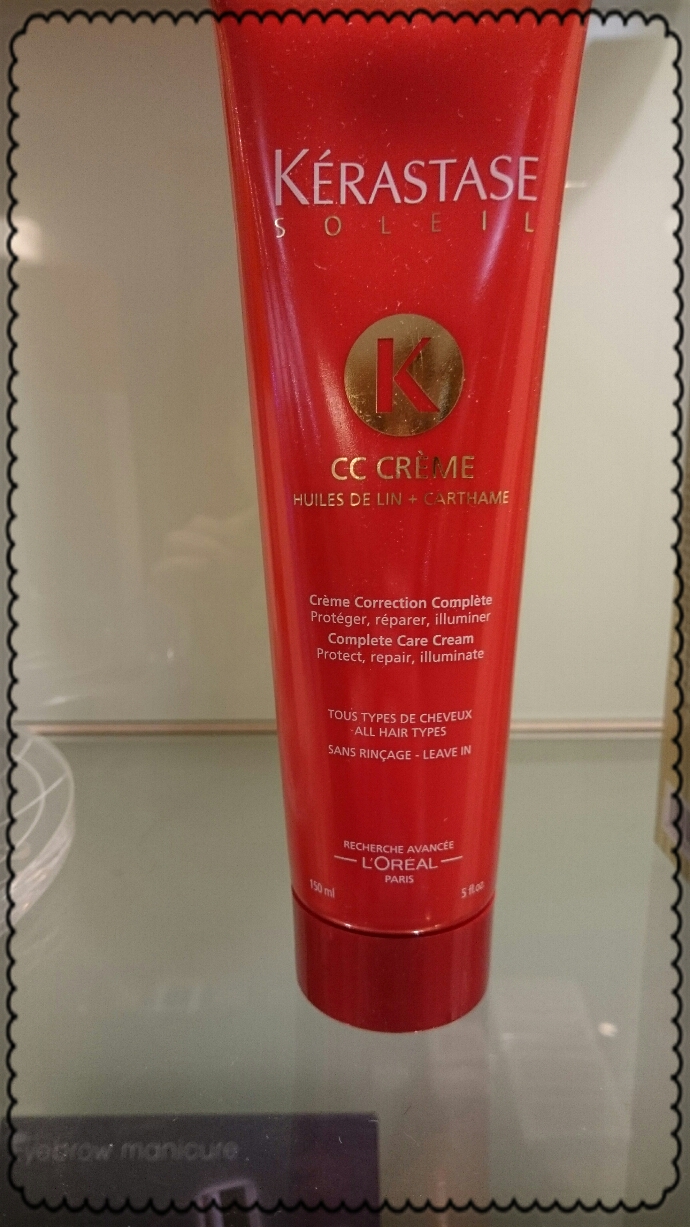 KÉRASTASE
SOLEIL
K
CC CRÈME
HUILES DE LIN + CARTHAME
Crème Correction Complète
Protéger, réparer, illuminer
Complete Care Cream
Protect, repair, illuminate
TOUS TYPES DE CHEVEUX
ALL HAIR TYPES
SANS RINÇAGE - LEAVE IN
RECHERCHE AVANCÉE
L'ORÉAL
PARIS
150 ml 5 fl.oz.
eyebrow manicure